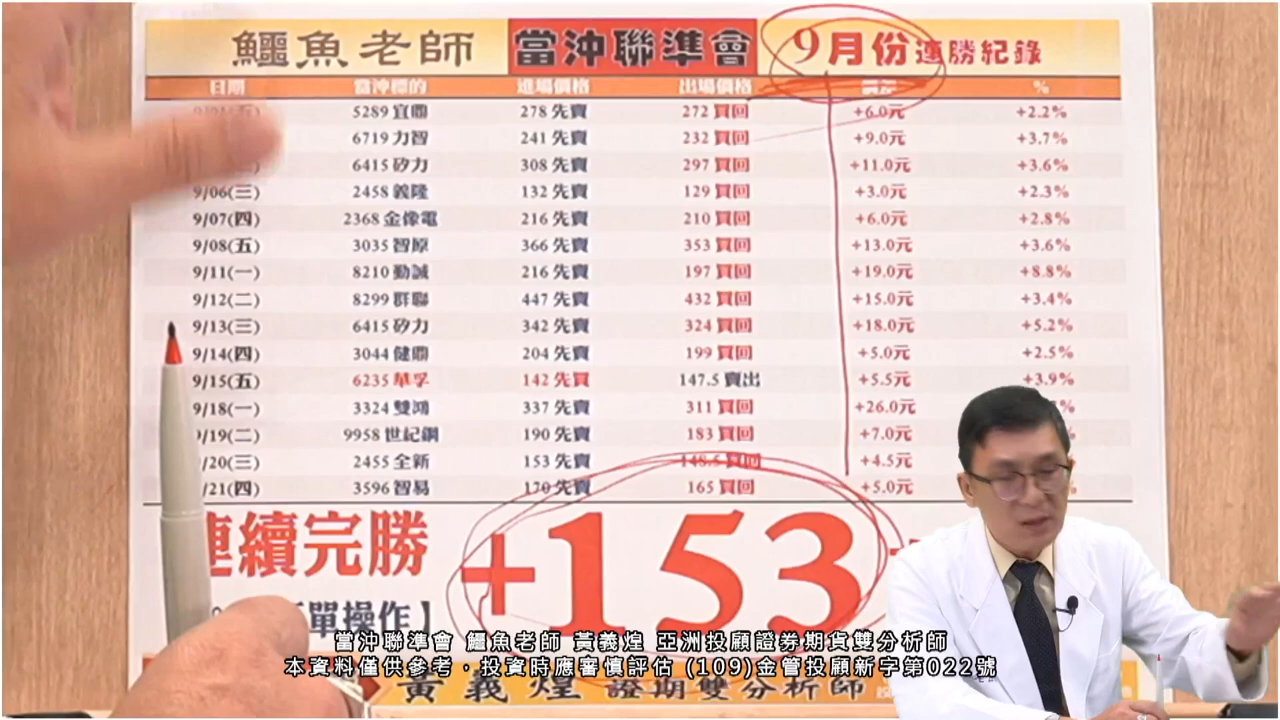 鱷魚老師 當沖聯準會 9月份連勝紀錄
日期 當沖標的 進場價格 出場價格 %
5289 宜鼎 278 先賣 272 買回 +6.0元 +2.2%
6719 力智 241 先賣 232 買回 +9.0元 +3.7%
6415 矽力 308 先賣 297 買回 +11.0元 +3.6%
9/06(三) 2458 義隆 132 先賣 129 買回 +3.0元 +2.3%
9/07(四) 2368 金像電 216 先賣 210 買回 +6.0元 +2.8%
9/08(五) 3035 智原 366 先賣 353 買回 +13.0元 +3.6%
9/11(一) 8210 勤誠 216 先賣 197 買回 +19.0元 +8.8%
9/12(二) 8299 群聯 447 先賣 432 買回 +15.0元 +3.4%
9/13(三) 6415 矽力 342 先賣 324 買回 +18.0元 +5.2%
9/14(四) 3044 健鼎 204 先賣 199 買回 +5.0元 +2.5%
9/15(五) 6235 華孚 142 先買 147.5 賣出 +5.5元 +3.9%
9/18(一) 3324 雙鴻 337 先賣 311 買回 +26.0元 %
/19(二) 9958 世紀鋼 190 先賣 183 買回 +7.0元
/20(三) 2455 全新 153 先賣 148.5 買回 +4.5元
/21(四) 3596 智易 170 先賣 165 買回 +5.0元
連續完勝 +153
單操作】
當沖聯準會 鱷魚老師 黃義煌 亞洲投顧證券期貨雙分析師
本資料僅供參考，投資時應審慎評估 (109)金管投顧新字第022號
黃義煌 證期雙分析師